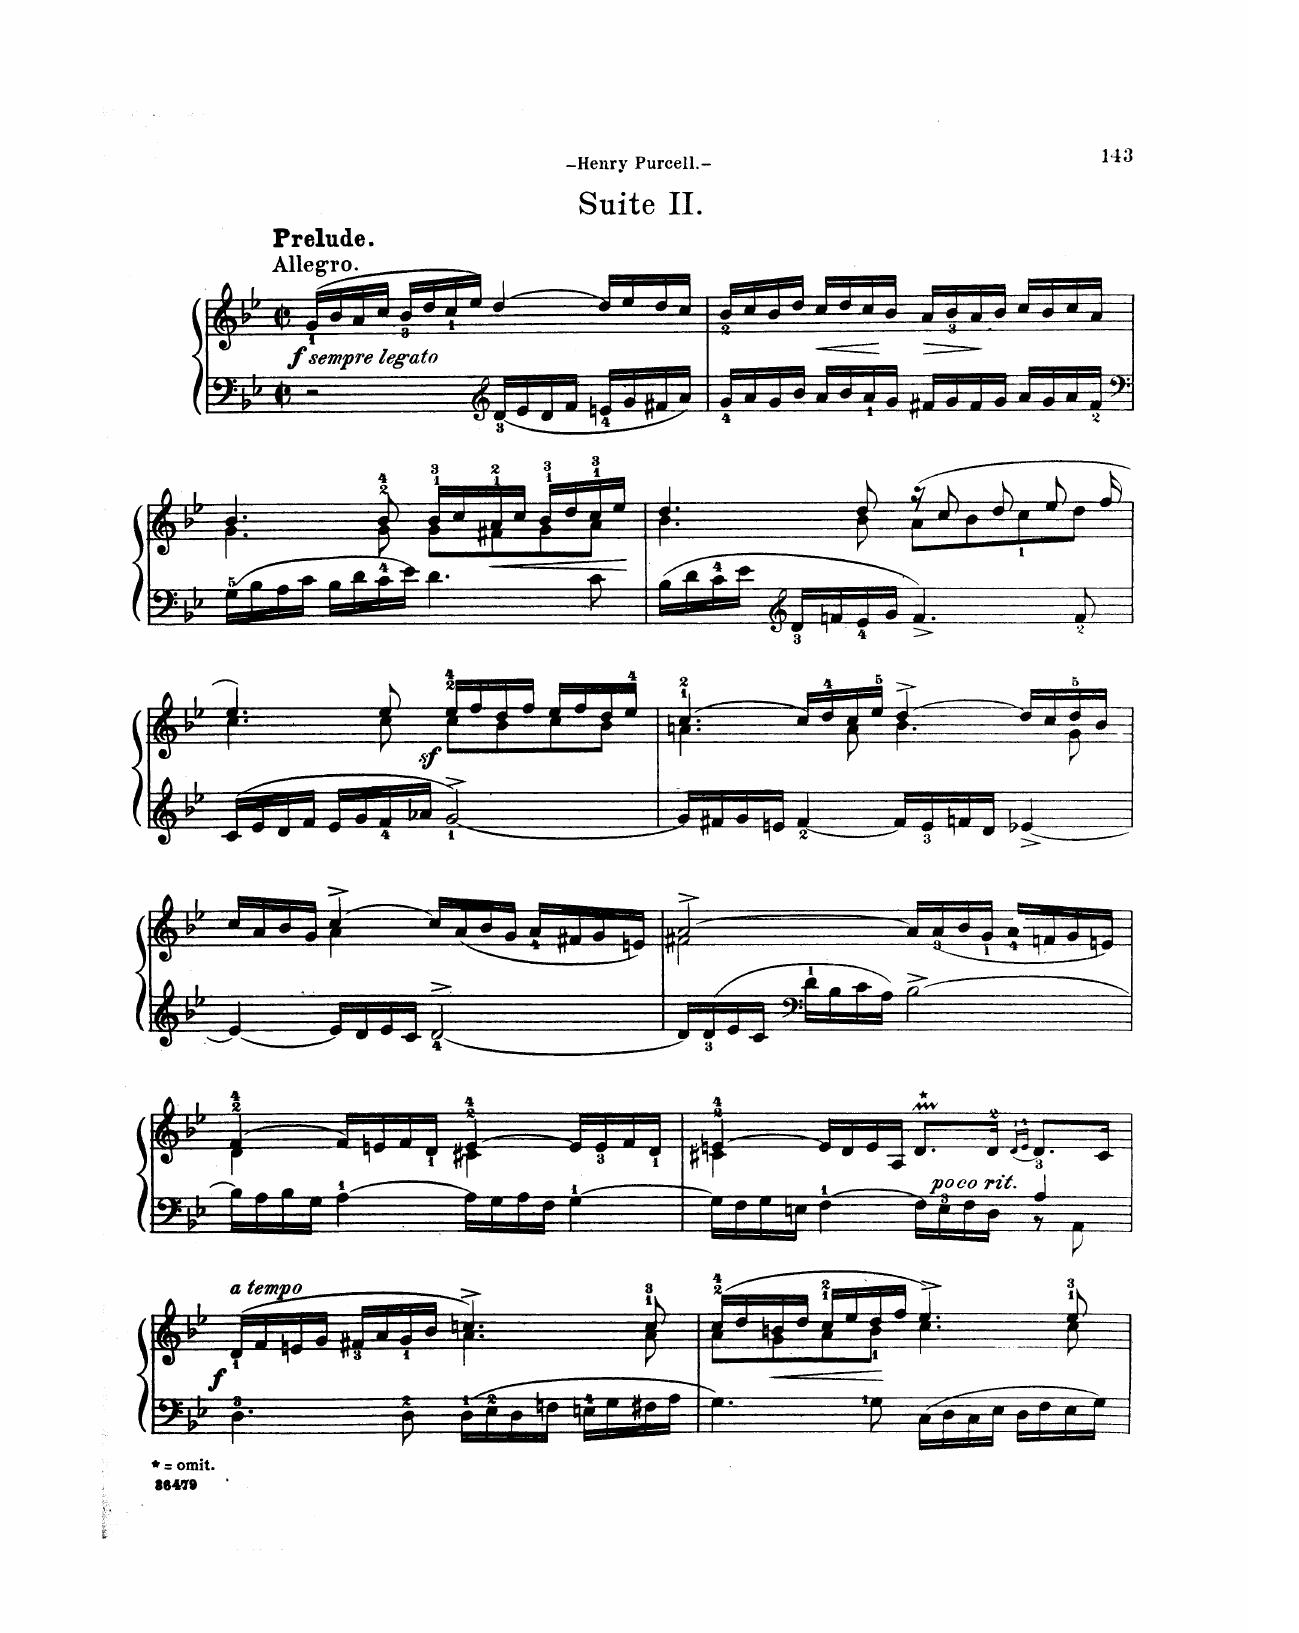 143
-Henry Purcell.-
Suite II.
Prelude.
Allegro.
f sempre legato
sf
poco rit.
a tempo
f
* = omit.
36479